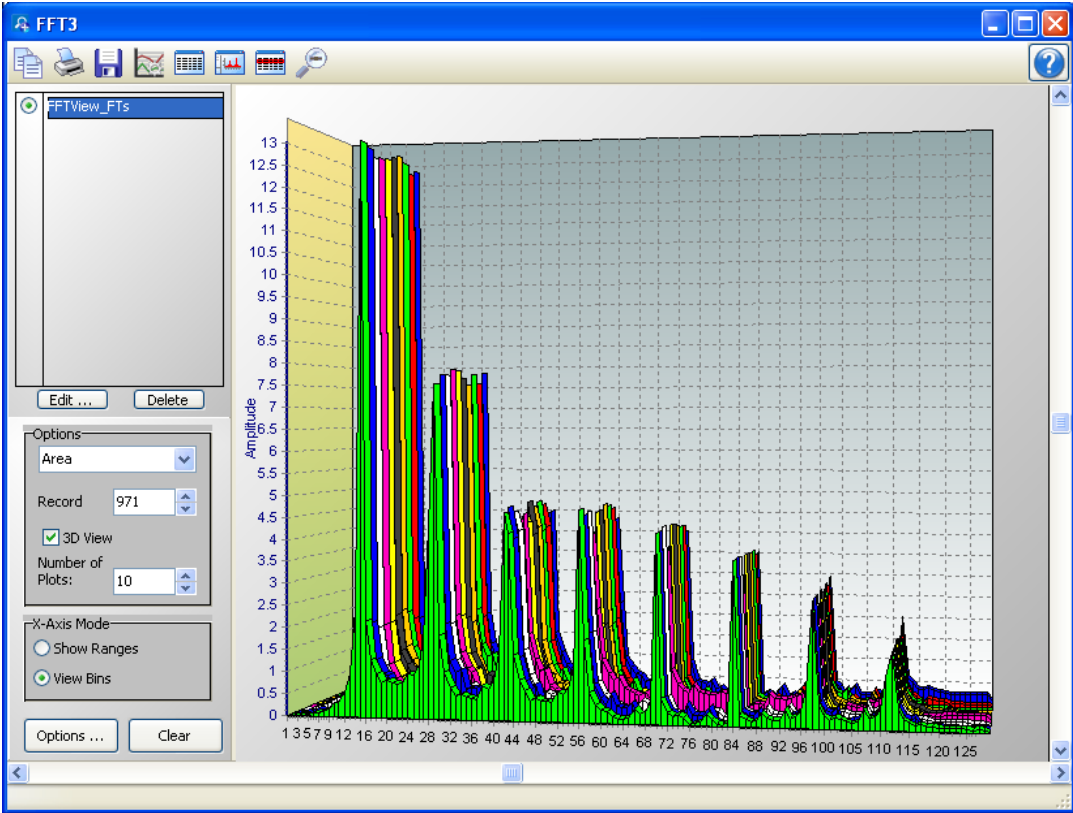 FFT3
FFTView_FTs
Edit ...
Delete
Options
Area
Record
971
3D View
Number of
Plots:
10
X-Axis Mode
Show Ranges
View Bins
Options ...
Clear
Amplitude
13
12.5
12
11.5
11
10.5
10
9.5
9
8.5
8
7.5
7
6.5
6
5.5
5
4.5
4
3.5
3
2.5
2
1.5
1
0.5
0
1 3 5 7 9 12 16 20 24 28 32 36 40 44 48 52 56 60 64 68 72 76 80 84 88 92 96 100 105 110 115 120 125